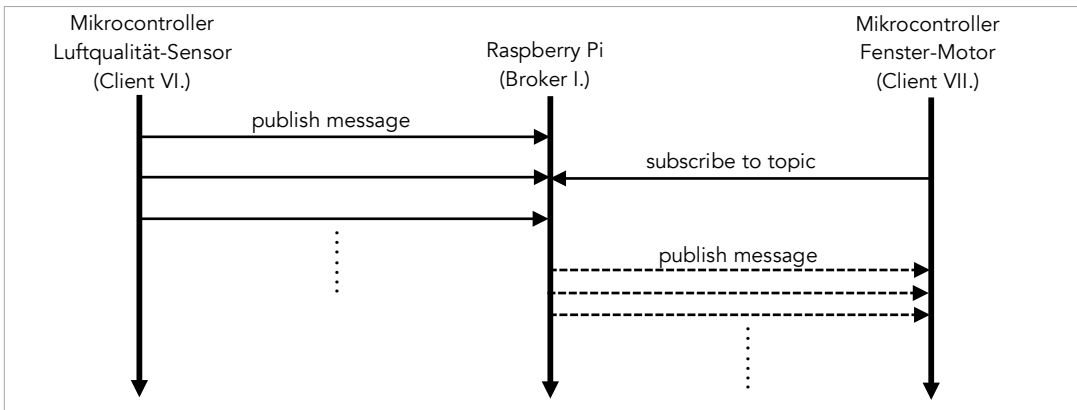 Mikrocontroller
Luftqualität-Sensor
(Client VI.)
Raspberry Pi
(Broker I.)
Mikrocontroller
Fenster-Motor
(Client VII.)
publish message
subscribe to topic
publish message